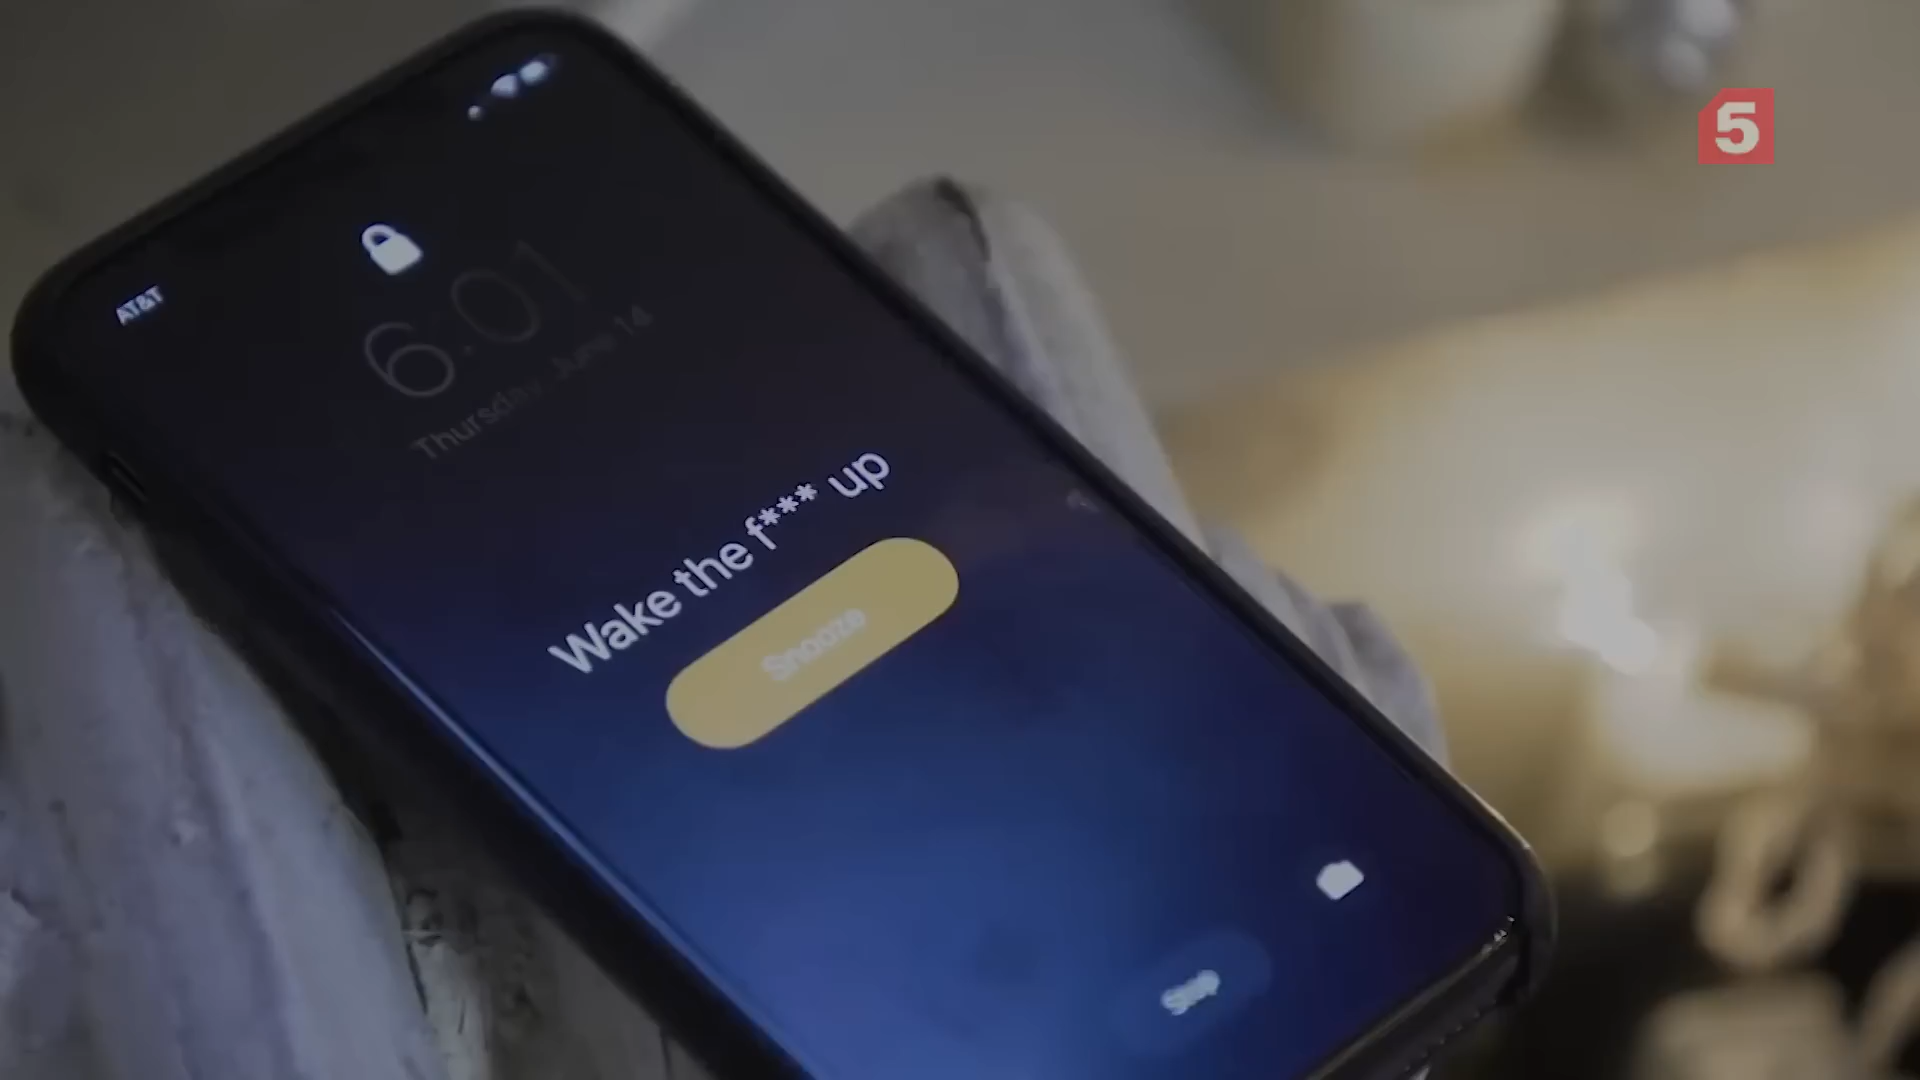 5
AT&T
6:01
Thursday, June 14
Wake the f*** up
Snooze
Stop